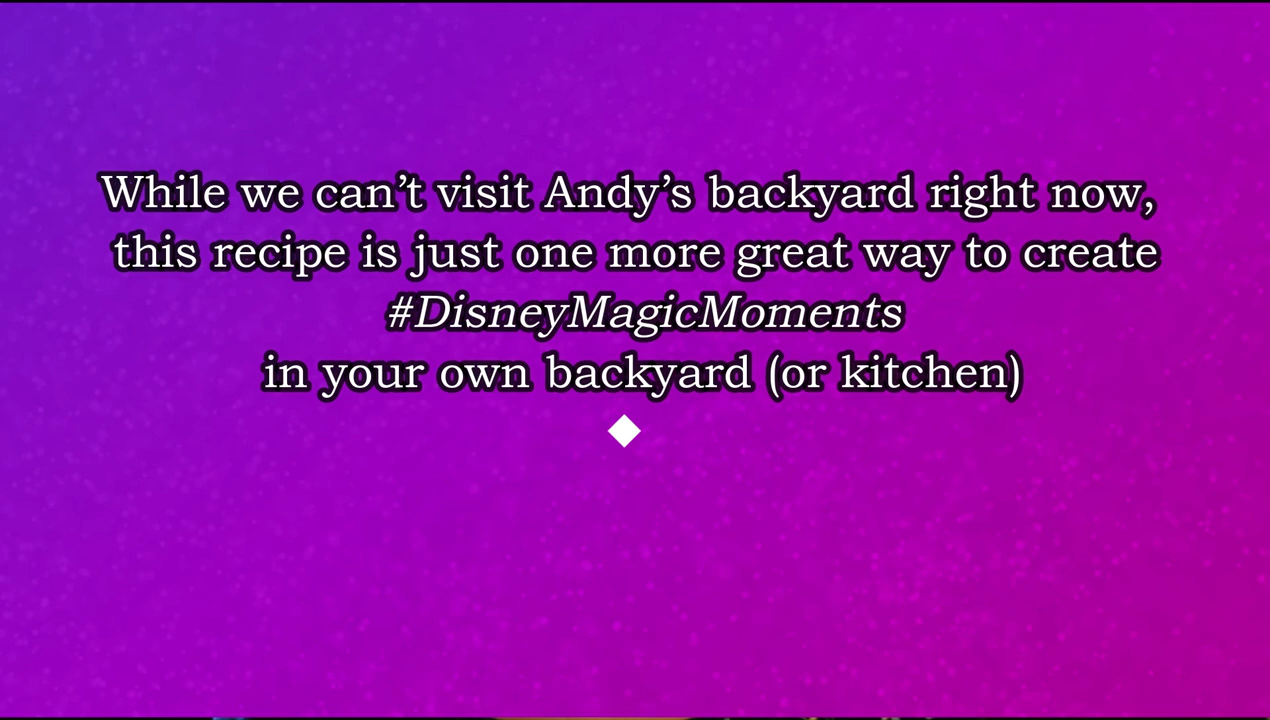 While we can’t visit Andy’s backyard right now,
this recipe is just one more great way to create
#DisneyMagicMoments
in your own backyard (or kitchen)